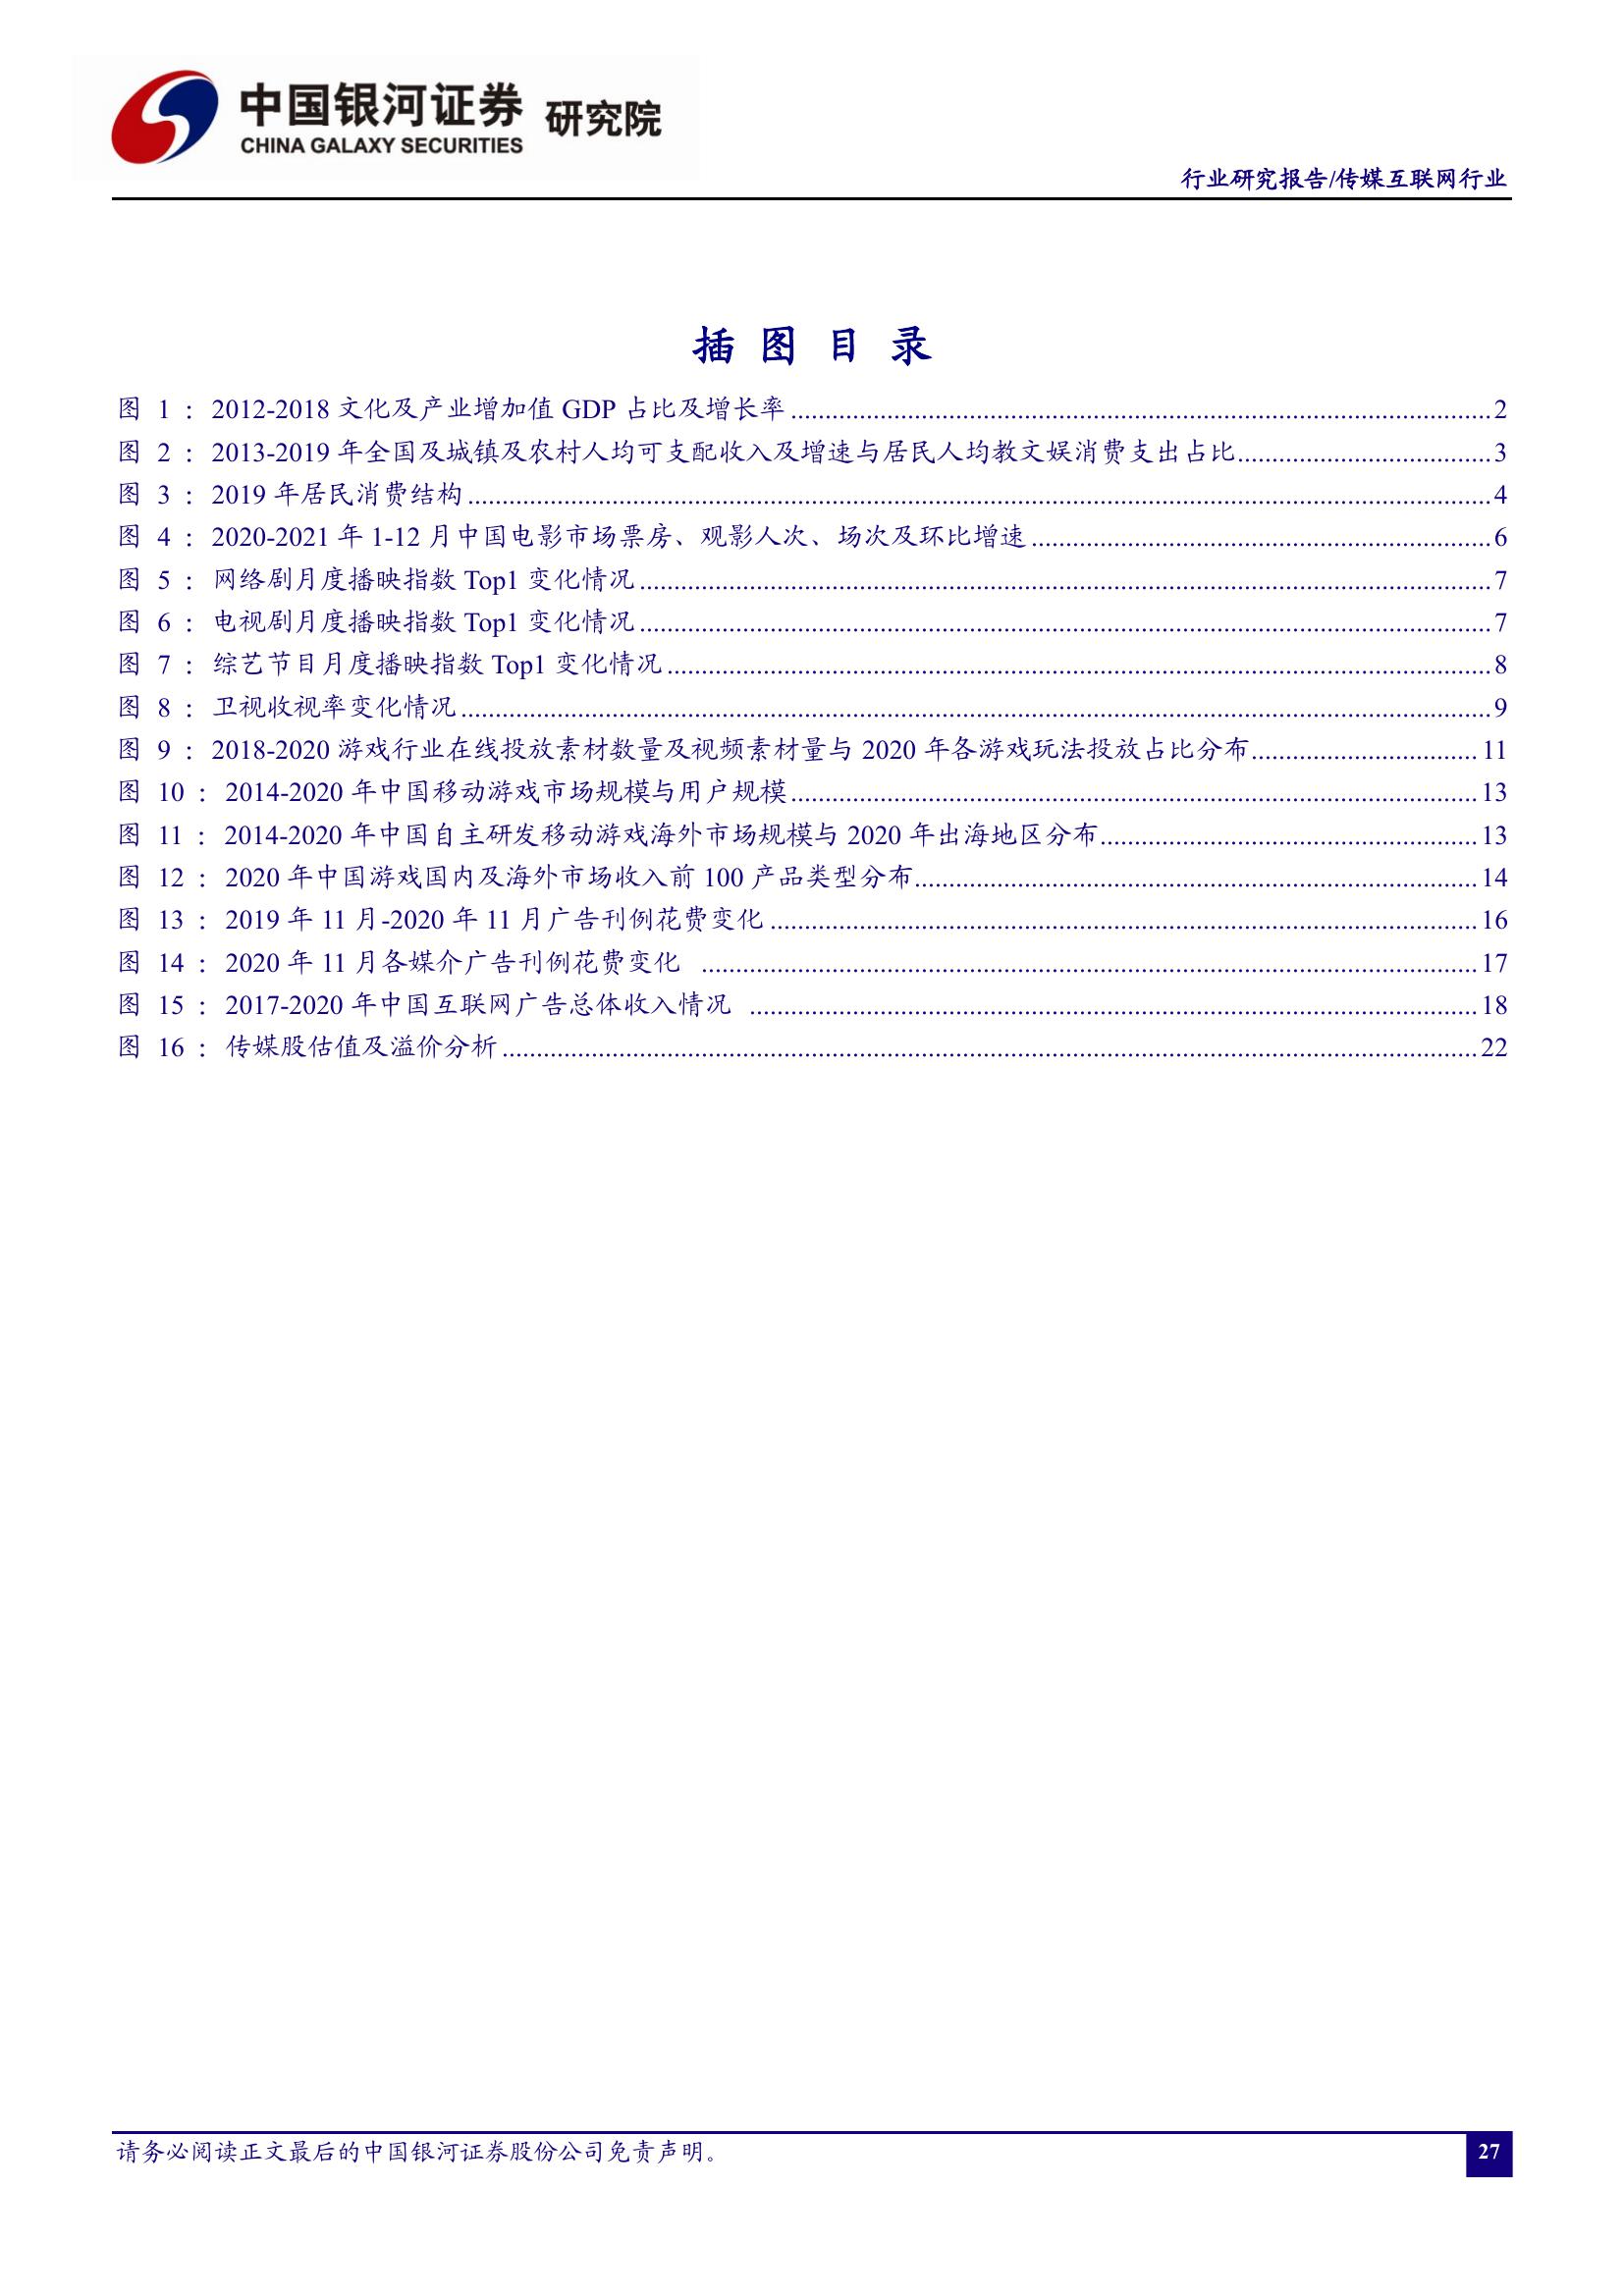 中国银河证券 研究院
CHINA GALAXY SECURITIES
行业研究报告/传媒互联网行业
插 图 目 录
图 1 : 2012-2018 文化及产业增加值 GDP 占比及增长率 2
图 2 : 2013-2019 年全国及城镇及农村人均可支配收入及增速与居民人均教文娱消费支出占比 3
图 3 : 2019 年居民消费结构 4
图 4 : 2020-2021 年 1-12 月中国电影市场票房、观影人次、场次及环比增速 6
图 5 : 网络剧月度播映指数 Top1 变化情况 7
图 6 : 电视剧月度播映指数 Top1 变化情况 7
图 7 : 综艺节目月度播映指数 Top1 变化情况 8
图 8 : 卫视收视率变化情况 9
图 9 : 2018-2020 游戏行业在线投放素材数量及视频素材量与 2020 年各游戏玩法投放占比分布 11
图 10 : 2014-2020 年中国移动游戏市场规模与用户规模 13
图 11 : 2014-2020 年中国自主研发移动游戏海外市场规模与 2020 年出海地区分布 13
图 12 : 2020 年中国游戏国内及海外市场收入前 100 产品类型分布 14
图 13 : 2019 年 11 月-2020 年 11 月广告刊例花费变化 16
图 14 : 2020 年 11 月各媒介广告刊例花费变化 17
图 15 : 2017-2020 年中国互联网广告总体收入情况 18
图 16 : 传媒股估值及溢价分析 22
请务必阅读正文最后的中国银河证券股份公司免责声明。
27